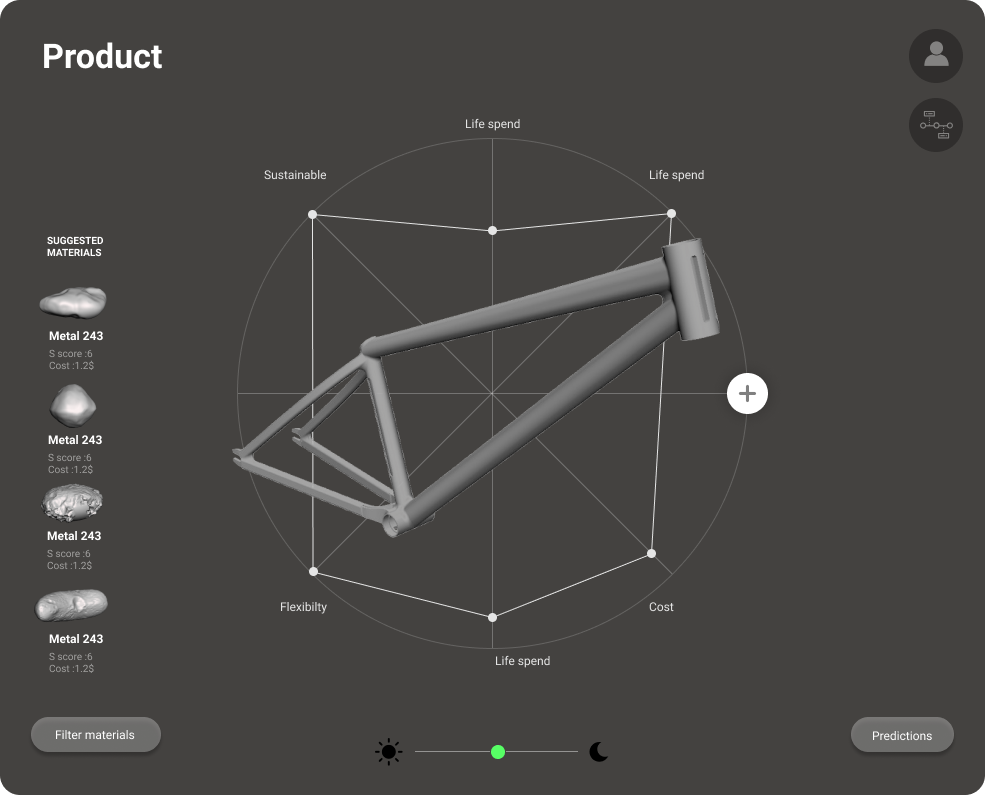 Product
Life spend
Sustainable
Life spend
SUGGESTED
MATERIALS
Metal 243
S score :6
Cost :1.2$
Metal 243
S score :6
Cost :1.2$
Metal 243
S score :6
Cost :1.2$
Metal 243
S score :6
Cost :1.2$
Flexibilty
Cost
Life spend
Filter materials
Predictions